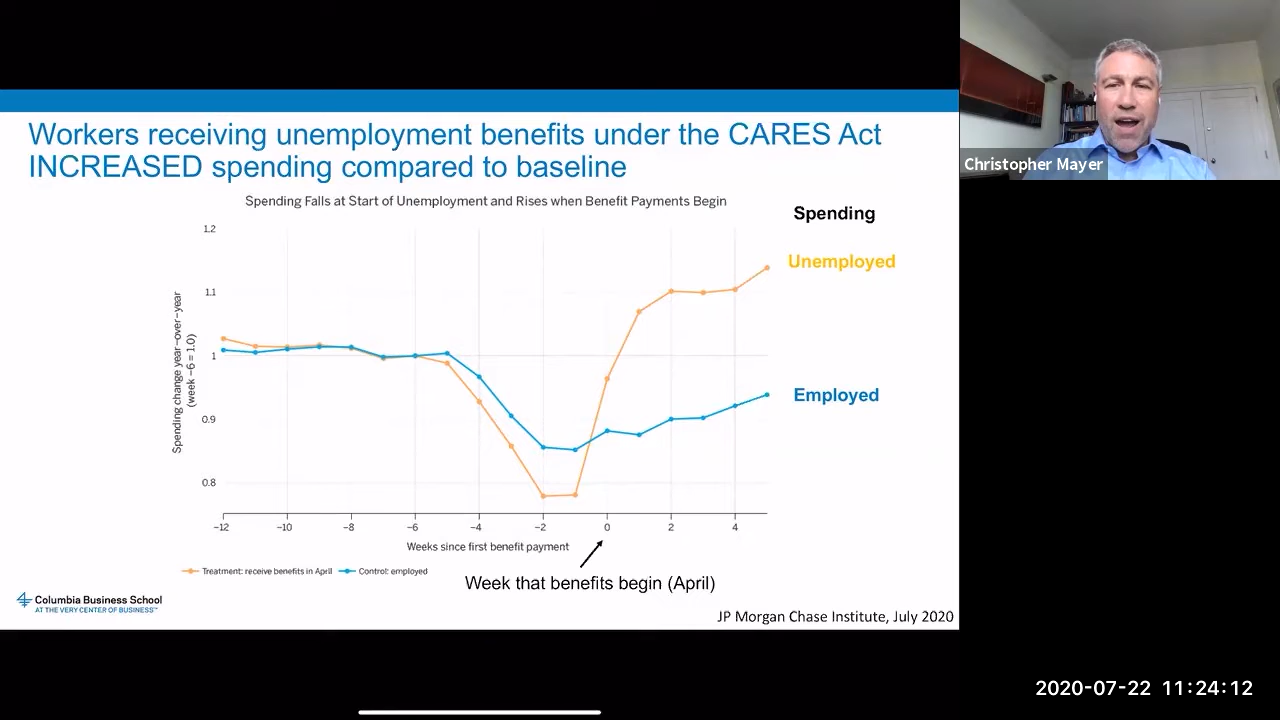 Workers receiving unemployment benefits under the CARES Act
INCREASED spending compared to baseline
Spending Falls at Start of Unemployment and Rises when Benefit Payments Begin
Spending
Unemployed
Employed
Spending change year−over−year
(week −6 = 1.0)
1.2
1.1
1
0.9
0.8
−12
−10
−8
−6
−4
−2
0
2
4
Weeks since first benefit payment
Treatment: receive benefits in April
Control: employed
Week that benefits begin (April)
Columbia Business School
AT THE VERY CENTER OF BUSINESS™
JP Morgan Chase Institute, July 2020
Christopher Mayer
2020-07-22 11:24:12